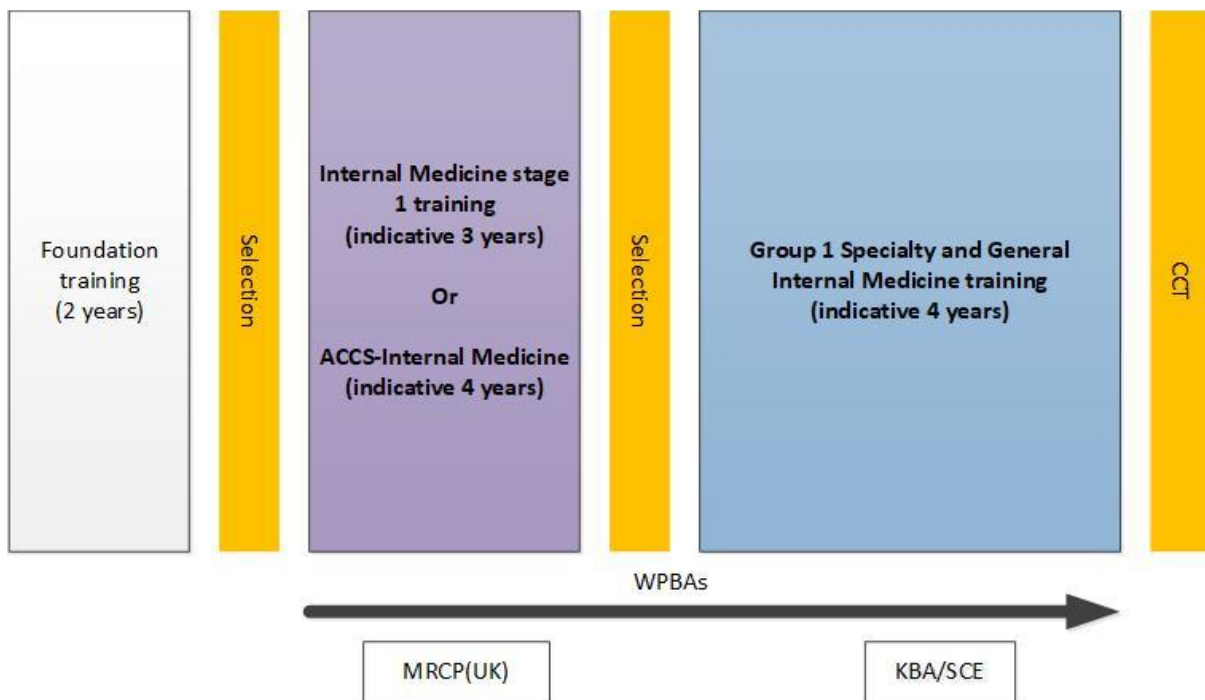 Foundation
training
(2 years)
Selection
Internal Medicine stage
1 training
(indicative 3 years)
Or
ACCS-Internal Medicine
(indicative 4 years)
Selection
Group 1 Specialty and General
Internal Medicine training
(indicative 4 years)
CCT
WPBAs
MRCP(UK)
KBA/SCE